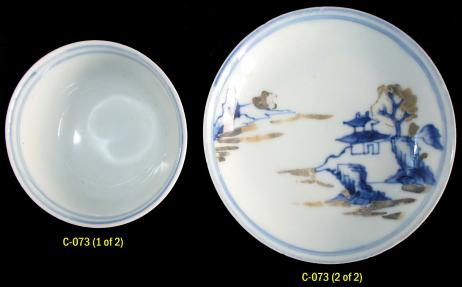 C-073 (1 of 2)
C-073 (2 of 2)